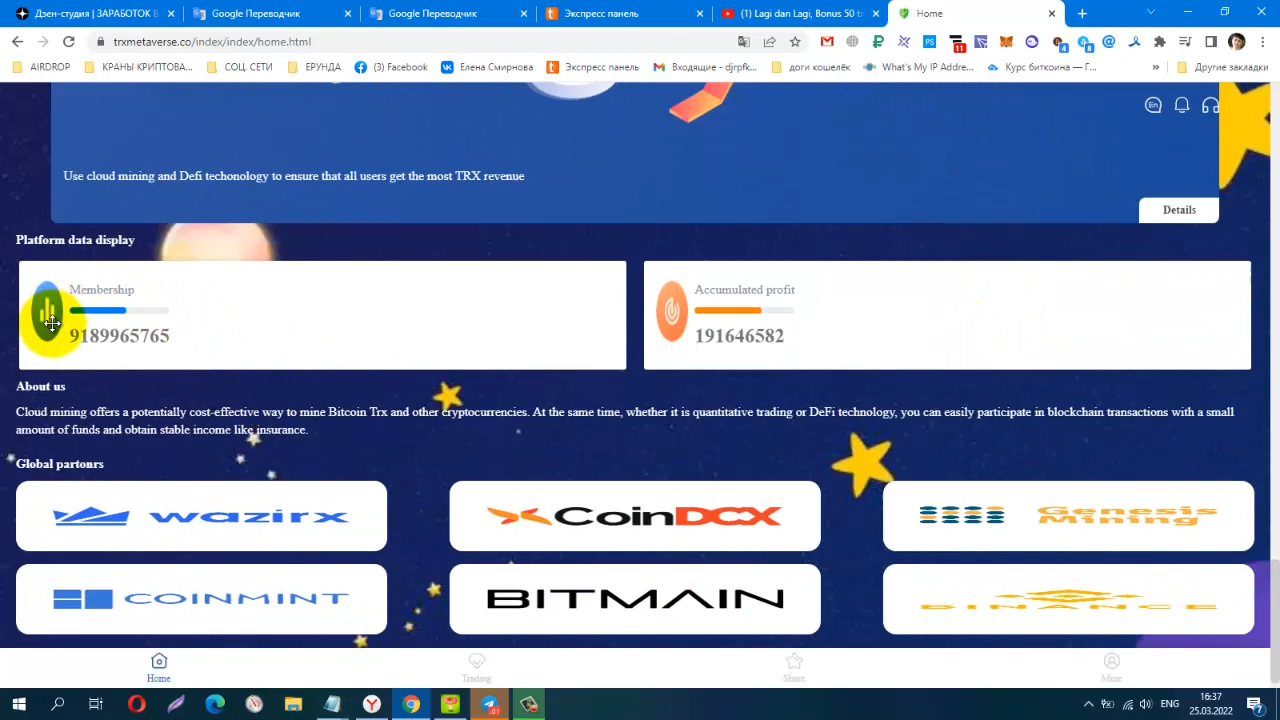 Дзен-студия | ЗАРАБОТОК В
Google Переводчик
Google Переводчик
Экспресс панель
(1) Lagi dan Lagi, Bonus 50 tr
Home
trxmetaverse.co/index/index/home.html
11
4
8
AIRDROP
КРАНЫ КРИПТОВА...
СОЦ. СЕТИ
ЕРУНДА
(3) Facebook
Елена Смирнова
Экспресс панель
Входящие – djrpfk...
доги кошелёк
What's My IP Addre...
Курс биткоина — Г...
»
Другие закладки
En
Use cloud mining and Defi techonology to ensure that all users get the most TRX revenue
Details
Platform data display
Membership
9189965765
Accumulated profit
191646582
About us
Cloud mining offers a potentially cost-effective way to mine Bitcoin Trx and other cryptocurrencies. At the same time, whether it is quantitative trading or DeFi technology, you can easily participate in blockchain transactions with a small
amount of funds and obtain stable income like insurance.
Global partonrs
wazirx
CoinDCX
Genesis
Mining
COINMINT
BITMAIN
BINANCE
Home
Trading
Share
Mine
ENG
16:37
25.03.2022